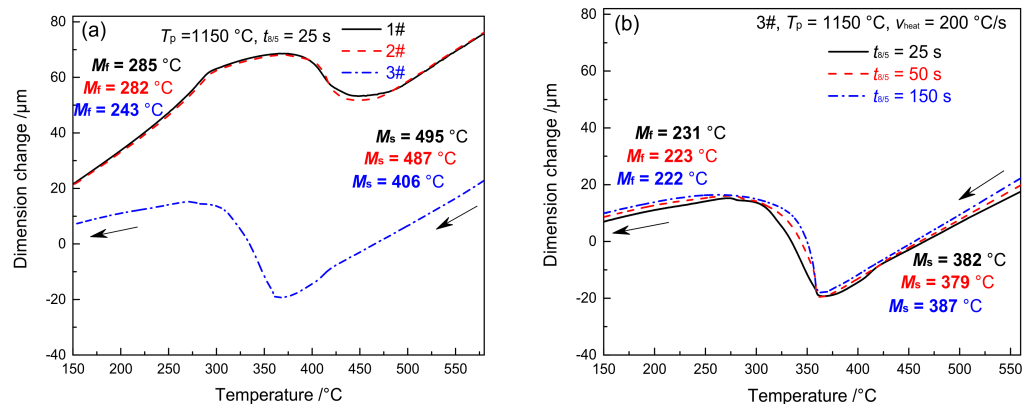 (a)
Tp =1150 °C, t8/5 = 25 s
1#
2#
3#
Mf = 285 °C
Mf = 282 °C
Mf = 243 °C
Ms = 495 °C
Ms = 487 °C
Ms = 406 °C
Dimension change /μm
80
60
40
20
0
-20
-40
150 200 250 300 350 400 450 500 550
Temperature /°C
(b)
3#, Tp = 1150 °C, vheat = 200 °C/s
t8/5 = 25 s
t8/5 = 50 s
t8/5 = 150 s
Mf = 231 °C
Mf = 223 °C
Mf = 222 °C
Ms = 382 °C
Ms = 379 °C
Ms = 387 °C
Dimension change /μm
80
60
40
20
0
-20
-40
150 200 250 300 350 400 450 500 550
Temperature /°C